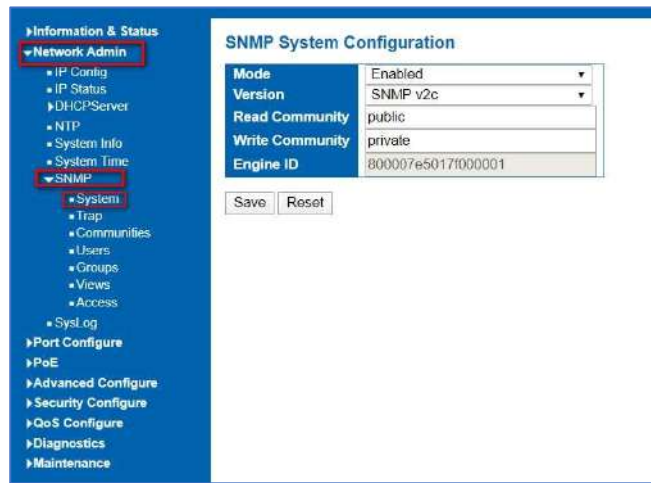 Information & Status
Network Admin
IP Config
IP Status
DHCPServer
NTP
System Info
System Time
SNMP
System
Trap
Communities
Users
Groups
Views
Access
SysLog
Port Configure
PoE
Advanced Configure
Security Configure
QoS Configure
Diagnostics
Maintenance
SNMP System Configuration
Mode Enabled
Version SNMP v2c
Read Community public
Write Community private
Engine ID 800007e5017f000001
Save Reset